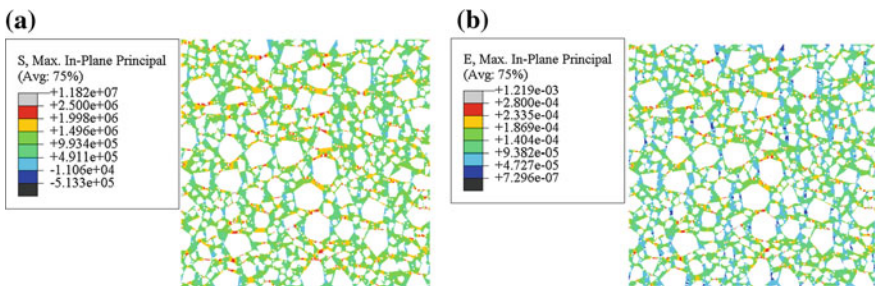 (a)
S, Max. In-Plane Principal
(Avg: 75%)
+1.182e+07
+2.500e+06
+1.998e+06
+1.496e+06
+9.934e+05
+4.911e+05
-1.106e+04
-5.133e+05
(b)
E, Max. In-Plane Principal
(Avg: 75%)
+1.219e-03
+2.800e-04
+2.335e-04
+1.869e-04
+1.404e-04
+9.382e-05
+4.727e-05
+7.296e-07